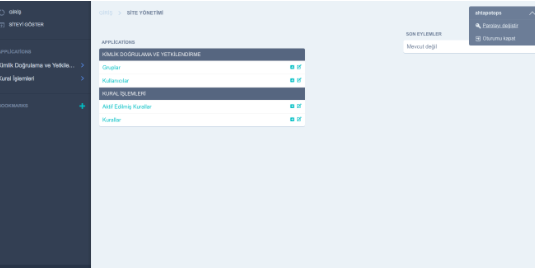 GİRİŞ
SİTEYİ GÖSTER
APPLICATIONS
Kimlik Doğrulama ve Yetkile...
Kural İşlemleri
BOOKMARKS
GİRİŞ > SİTE YÖNETİMİ
APPLICATIONS
KİMLİK DOĞRULAMA VE YETKİLENDİRME
Gruplar
Kullanıcılar
KURAL İŞLEMLERİ
Aktif Edilmiş Kurallar
Kurallar
SON EYLEMLER
Mevcut değil
ahtapotops
Parolayı değiştir
Oturumu kapat